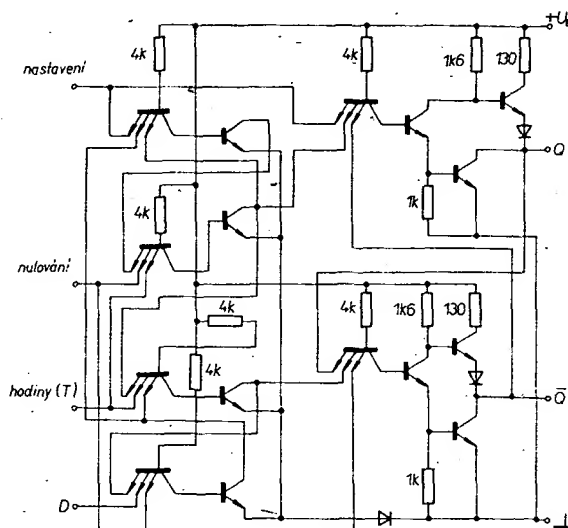 +U
4k
4k
1k6
130
nastavení
Q
4k
1k
nulování
4k
4k
1k6
130
4k
hodiny (T)
Q̄
1k
D